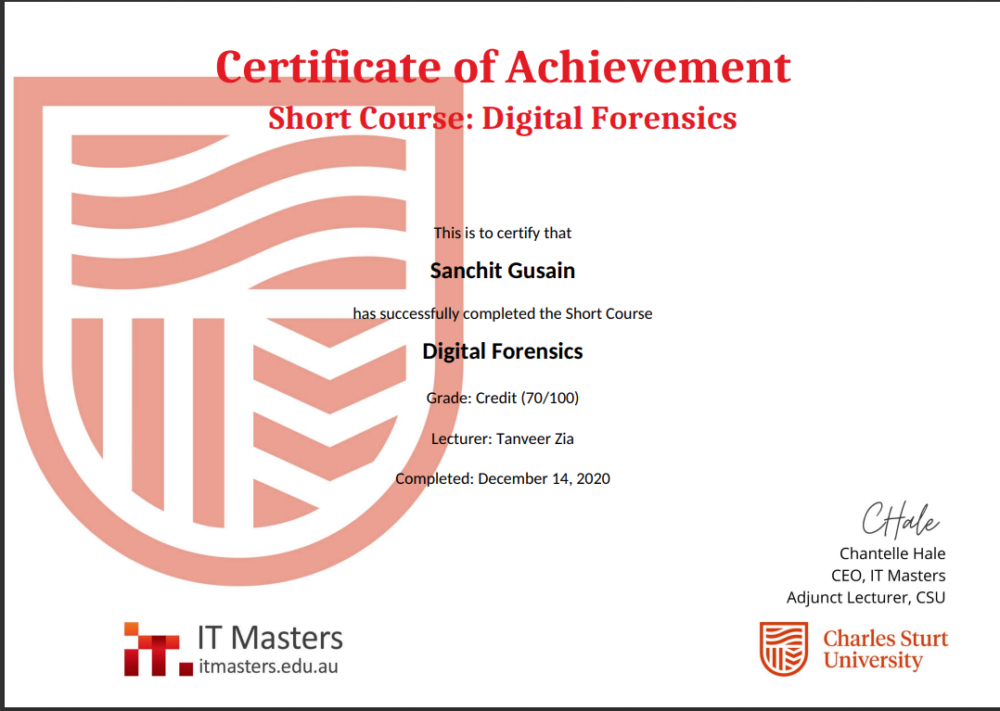 Certificate of Achievement
Short Course: Digital Forensics
This is to certify that
Sanchit Gusain
has successfully completed the Short Course
Digital Forensics
Grade: Credit (70/100)
Lecturer: Tanveer Zia
Completed: December 14, 2020
CHale
Chantelle Hale
CEO, IT Masters
Adjunct Lecturer, CSU
iT.
IT Masters
itmasters.edu.au
Charles Sturt
University